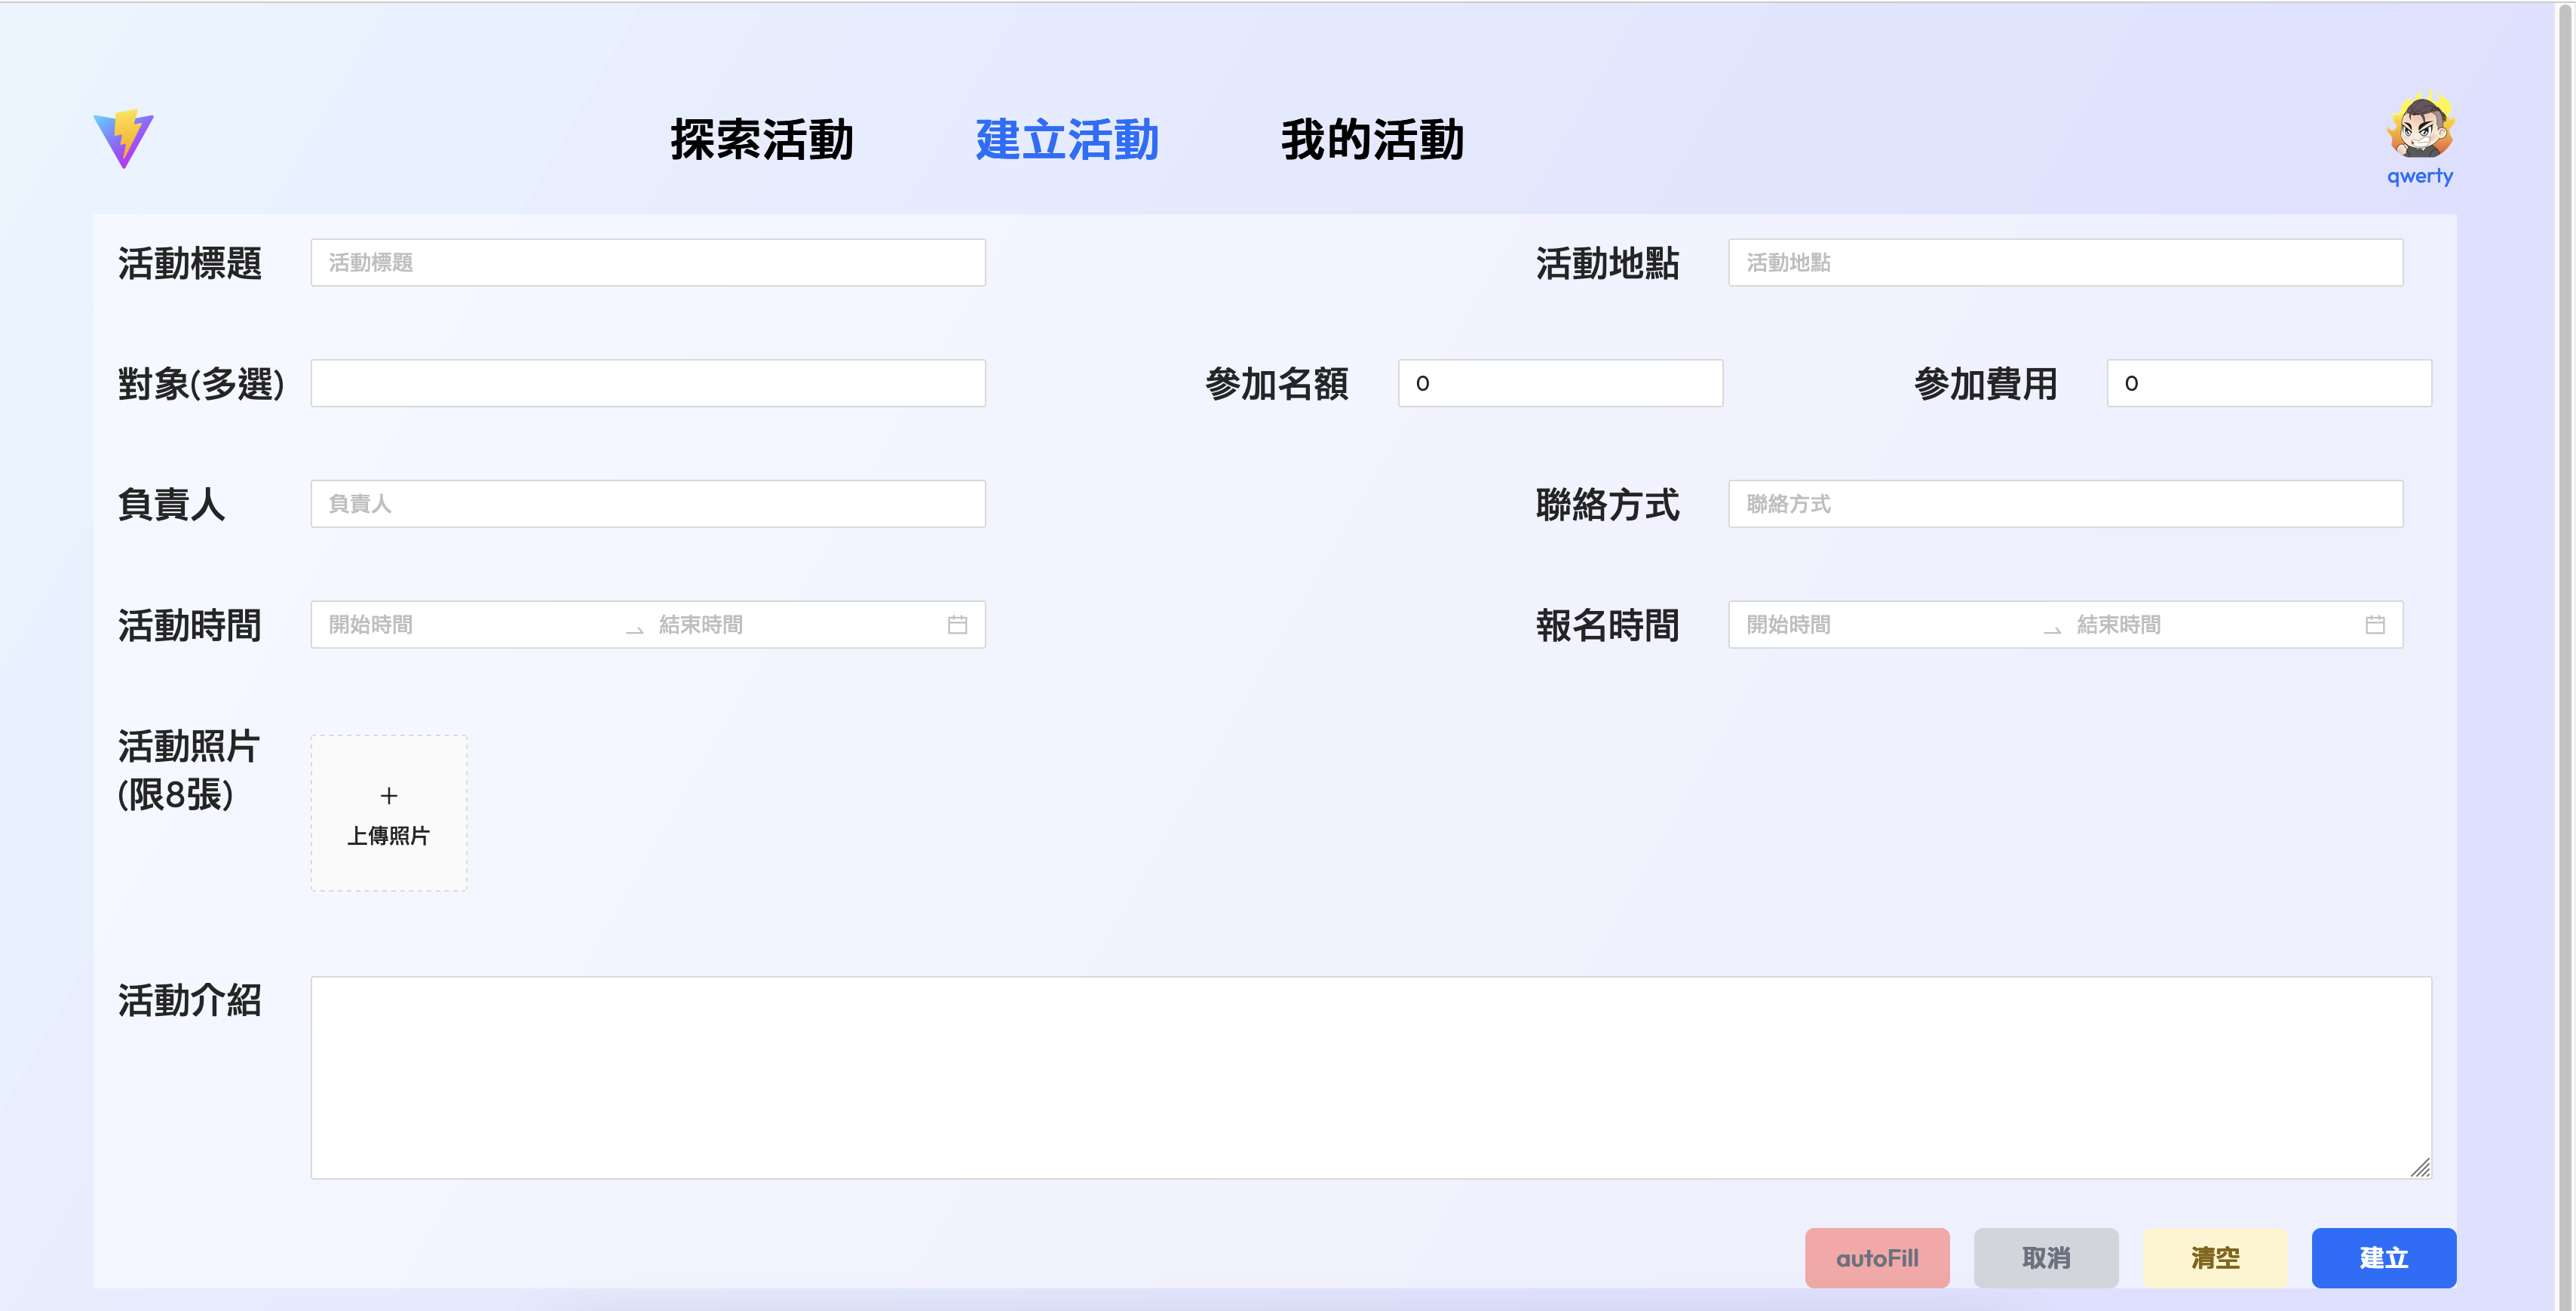 探索活動 建立活動 我的活動
qwerty
活動標題 活動標題 活動地點 活動地點
對象(多選) 參加名額 0 參加費用 0
負責人 負責人 聯絡方式 聯絡方式
活動時間 開始時間 結束時間 報名時間 開始時間 結束時間
活動照片
(限8張)
上傳照片
活動介紹
autoFill 取消 清空 建立